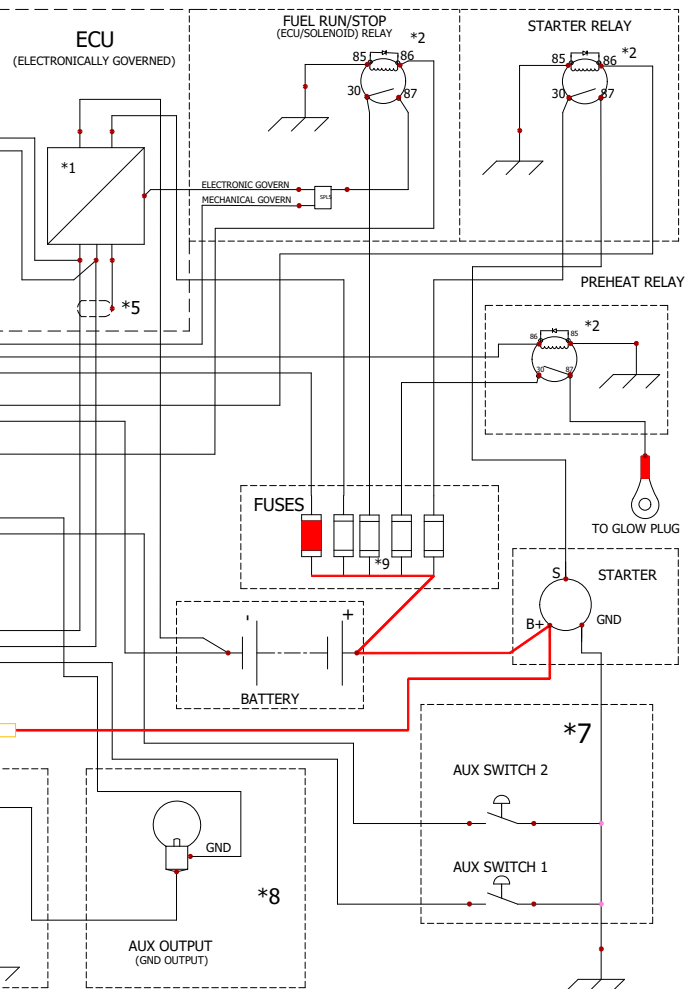 ECU
(ELECTRONICALLY GOVERNED)
FUEL RUN/STOP
(ECU/SOLENOID) RELAY
*2
85
86
30
87
STARTER RELAY
*2
85
86
30
87
*1
ELECTRONIC GOVERN
MECHANICAL GOVERN
SPLS
*5
PREHEAT RELAY
*2
86
85
30
87
TO GLOW PLUG
FUSES
*9
STARTER
S
B+
GND
-
+
BATTERY
*7
AUX SWITCH 2
AUX SWITCH 1
GND
*8
AUX OUTPUT
(GND OUTPUT)